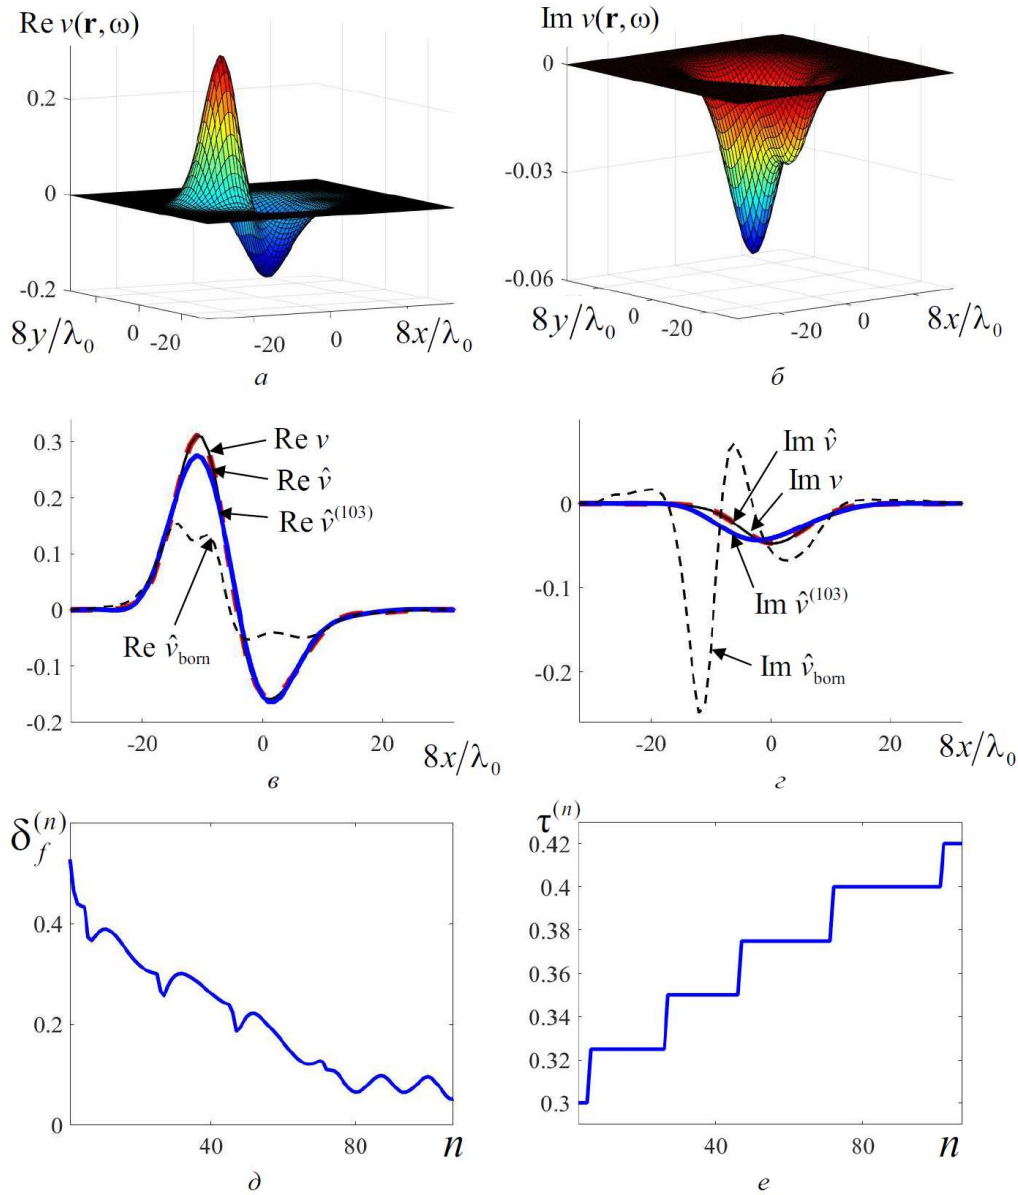 Re v(r, ω)
Im v(r, ω)
0.2
0
-0.2
8y/λ₀
0
-20
-20
0
8x/λ₀
0
-0.03
-0.06
8y/λ₀
0
-20
-20
0
8x/λ₀
а
б
0.3
0.2
0.1
0
-0.1
-0.2
Re v
Re v̂
Re v̂⁽¹⁰³⁾
Re v̂born
-20
0
20
8x/λ₀
0
-0.1
-0.2
Im v̂
Im v
Im v̂⁽¹⁰³⁾
Im v̂born
-20
0
20
8x/λ₀
в
г
δf⁽ⁿ⁾
0.4
0.2
0
40
80
n
τ⁽ⁿ⁾
0.42
0.4
0.38
0.36
0.34
0.32
0.3
40
80
n
д
е